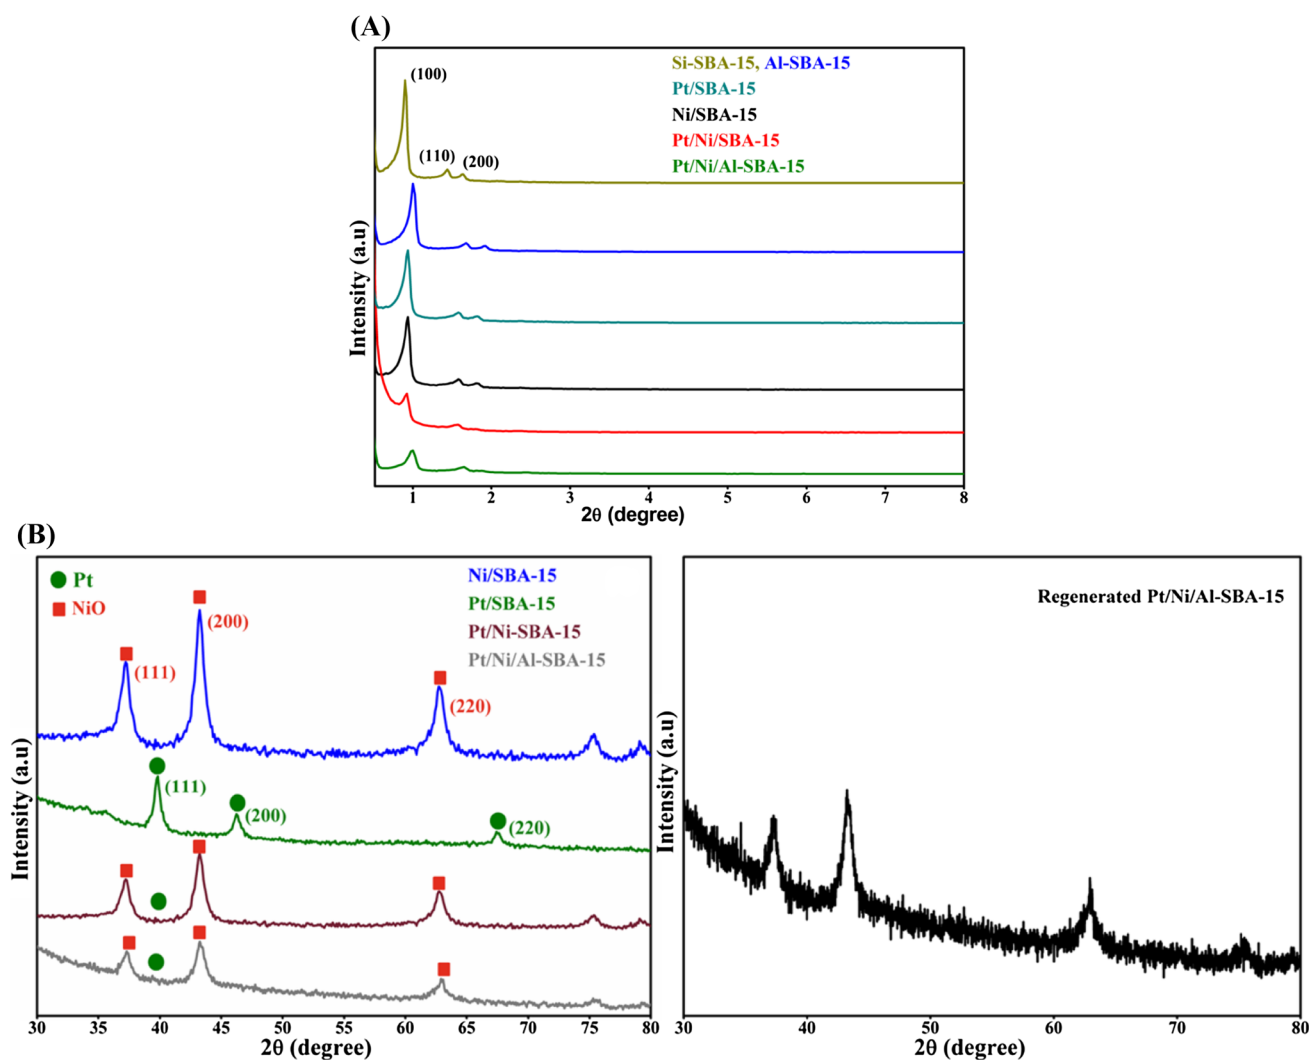 (A)
(100)
(110)
(200)
Si-SBA-15, Al-SBA-15
Pt/SBA-15
Ni/SBA-15
Pt/Ni/SBA-15
Pt/Ni/Al-SBA-15
Intensity (a.u)
1 2 3 4 5 6 7 8
2θ (degree)
(B)
Pt
NiO
Ni/SBA-15
Pt/SBA-15
Pt/Ni-SBA-15
Pt/Ni/Al-SBA-15
(111)
(200)
(220)
(111)
(200)
(220)
Intensity (a.u)
30 35 40 45 50 55 60 65 70 75 80
2θ (degree)
Regenerated Pt/Ni/Al-SBA-15
Intensity (a.u)
30 40 50 60 70 80
2θ (degree)